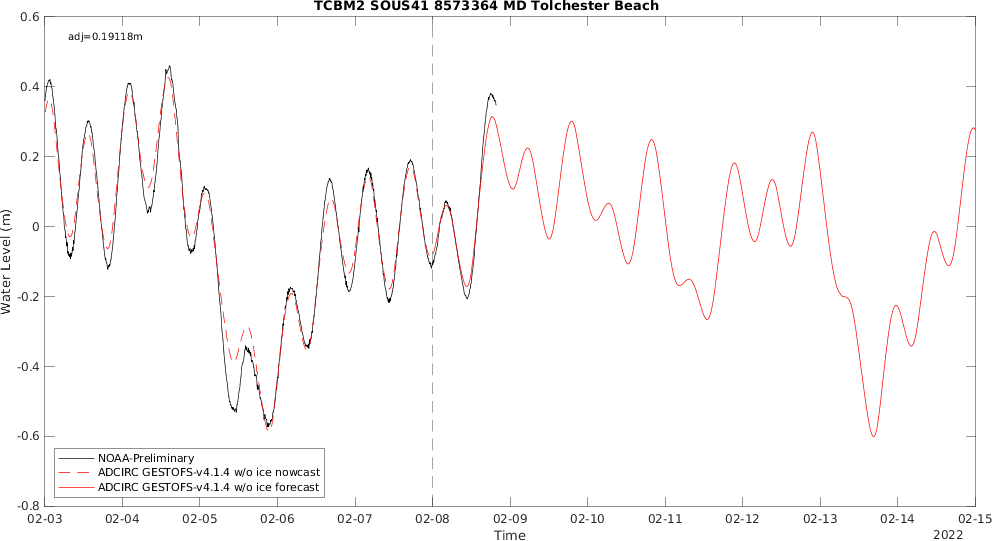 TCBM2 SOUS41 8573364 MD Tolchester Beach
adj=0.19118m
0.6
0.4
0.2
0
-0.2
-0.4
-0.6
-0.8
Water Level (m)
NOAA-Preliminary
ADCIRC GESTOFS-v4.1.4 w/o ice nowcast
ADCIRC GESTOFS-v4.1.4 w/o ice forecast
02-03 02-04 02-05 02-06 02-07 02-08 02-09 02-10 02-11 02-12 02-13 02-14 02-15
Time
2022